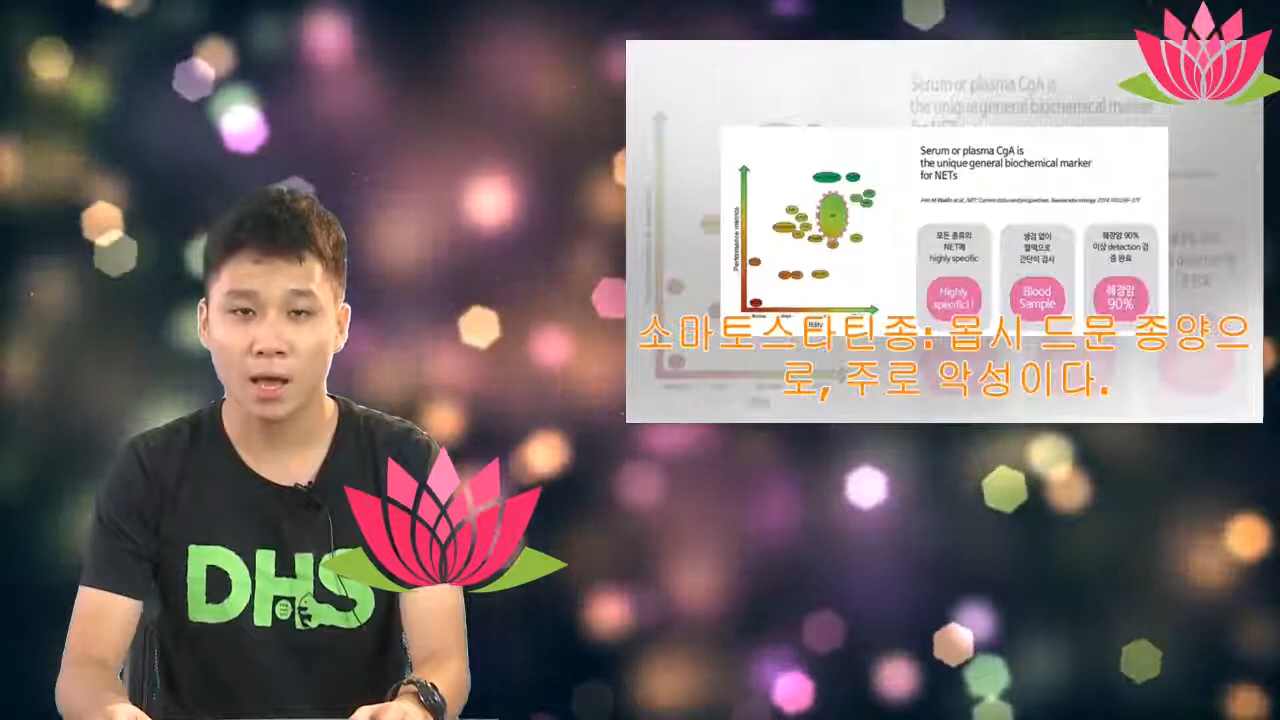 Serum or plasma CgA is
the unique general biochemical marker
for NETs
모든 종류의
NET에
highly specific
Highly
specific!
생검 없이
혈액으로
간단히 검사
Blood
Sample
췌장암 90%
이상 detection 검
증 완료
췌장암
90%
Performance metrics
소마토스타틴종: 몹시 드문 종양으
로, 주로 악성이다.
DHS